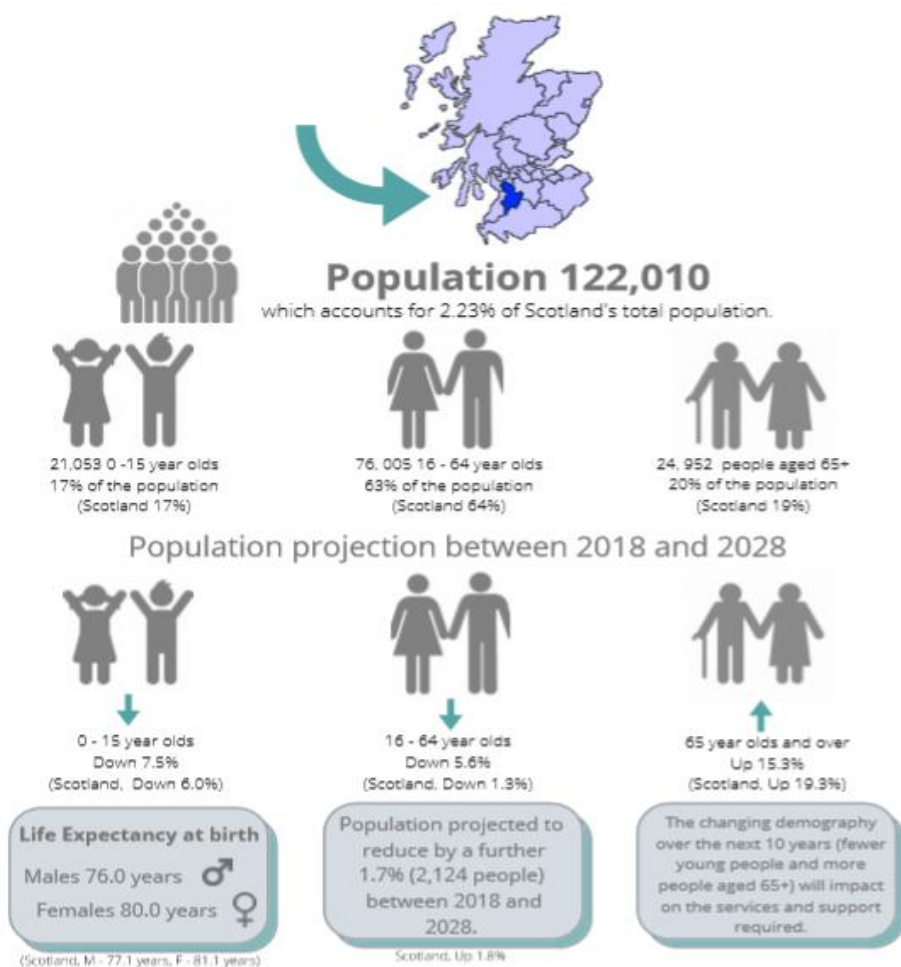 Population 122,010
which accounts for 2.23% of Scotland's total population.
21,053 0 -15 year olds
17% of the population
(Scotland 17%)
76, 005 16 - 64 year olds
63% of the population
(Scotland 64%)
24, 952 people aged 65+
20% of the population
(Scotland 19%)
Population projection between 2018 and 2028
0 - 15 year olds
Down 7.5%
(Scotland, Down 6.0%)
16 - 64 year olds
Down 5.6%
(Scotland, Down 1.3%)
65 year olds and over
Up 15.3%
(Scotland, Up 19.3%)
Life Expectancy at birth
Males 76.0 years
Females 80.0 years
(Scotland, M - 77.1 years, F - 81.1 years)
Population projected to
reduce by a further
1.7% (2,124 people)
between 2018 and
2028.
Scotland, Up 1.8%
The changing demography
over the next 10 years (fewer
young people and more
people aged 65+) will impact
on the services and support
required.